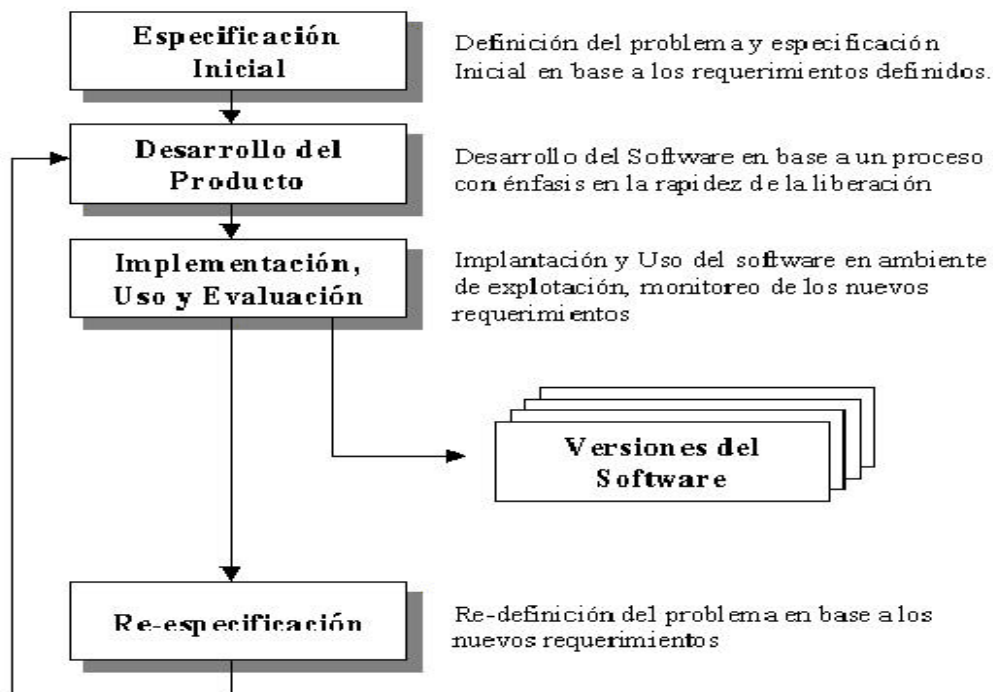 Especificación
Inicial
Definición del problema y especificación
Inicial en base a los requerimientos definidos.
Desarrollo del
Producto
Desarrollo del Software en base a un proceso
con énfasis en la rapidez de la liberación
Implementación,
Uso y Evaluación
Implantación y Uso del software en ambiente
de explotación, monitoreo de los nuevos
requerimientos
Versiones del
Software
Re-especificación
Re-definición del problema en base a los
nuevos requerimientos